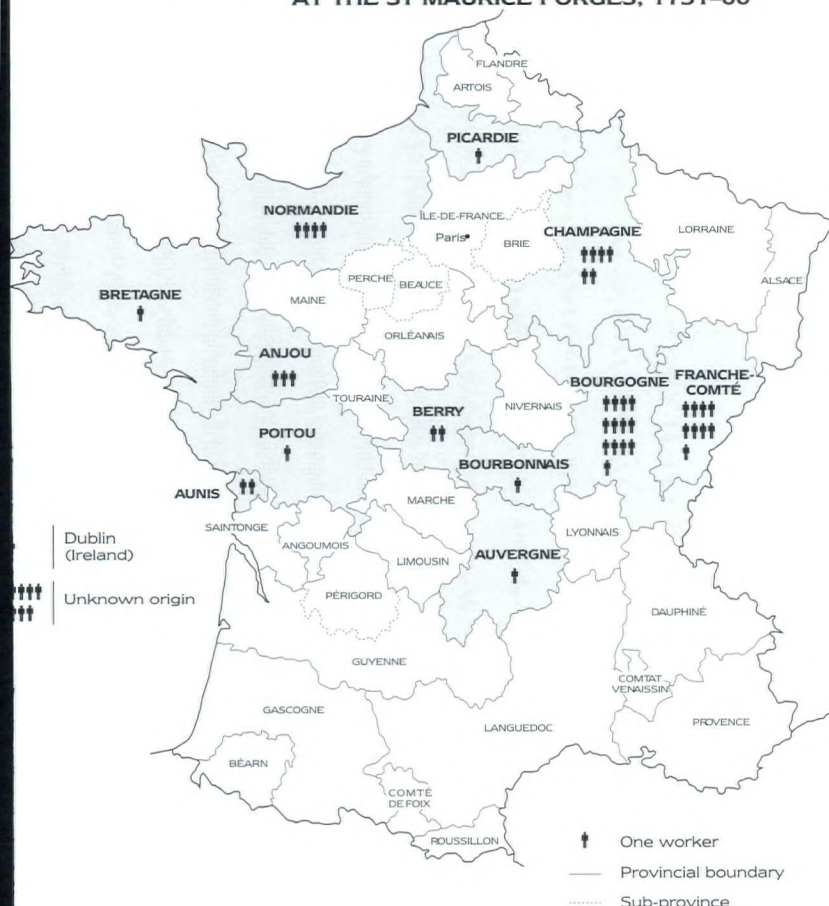 AT THE ST MAURICE FORGES,
FLANDRE
ARTOIS
PICARDIE
NORMANDIE
ÎLE-DE-FRANCE
Paris
BRIE
CHAMPAGNE
LORRAINE
ALSACE
PERCHE
BEAUCE
BRETAGNE
MAINE
ORLÉANAIS
ANJOU
TOURAINE
BERRY
NIVERNAIS
BOURGOGNE
FRANCHE-
COMTÉ
POITOU
BOURBONNAIS
AUNIS
MARCHE
SAINTONGE
ANGOUMOIS
LIMOUSIN
AUVERGNE
LYONNAIS
Dublin
(Ireland)
Unknown origin
PÉRIGORD
DAUPHINÉ
GUYENNE
COMTAT
VENAISSIN
GASCOGNE
LANGUEDOC
PROVENCE
BÉARN
COMTÉ
DE FOIX
ROUSSILLON
One worker
Provincial boundary
Sub-province